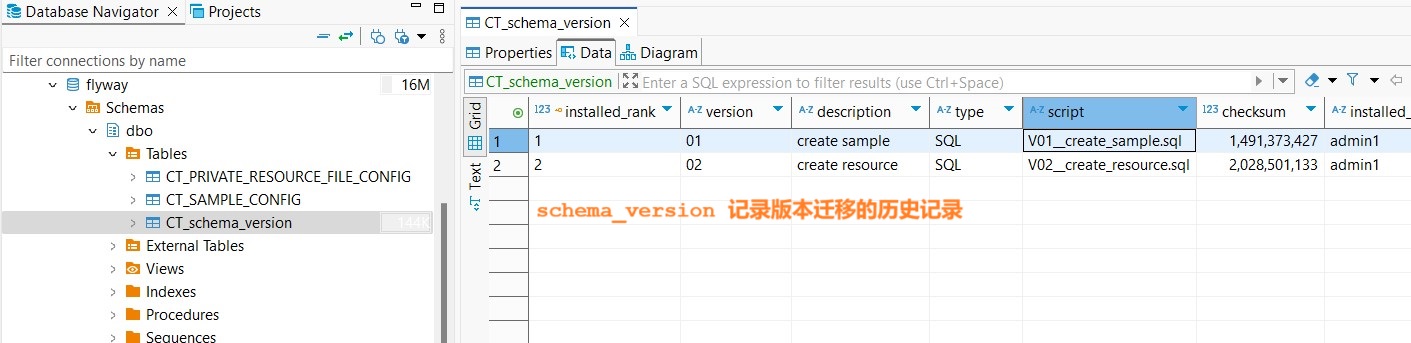 Database Navigator
Projects
Filter connections by name
flyway 16M
Schemas
dbo
Tables
CT_PRIVATE_RESOURCE_FILE_CONFIG
CT_SAMPLE_CONFIG
CT_schema_version 144K
External Tables
Views
Indexes
Procedures
Sequences
CT_schema_version
Properties Data Diagram
CT_schema_version Enter a SQL expression to filter results (use Ctrl+Space)
Grid
Text
123 installed_rank A-Z version A-Z description A-Z type A-Z script 123 checksum A-Z installed_
1 1 01 create sample SQL V01__create_sample.sql 1,491,373,427 admin1
2 2 02 create resource SQL V02__create_resource.sql 2,028,501,133 admin1
schema_version 记录版本迁移的历史记录